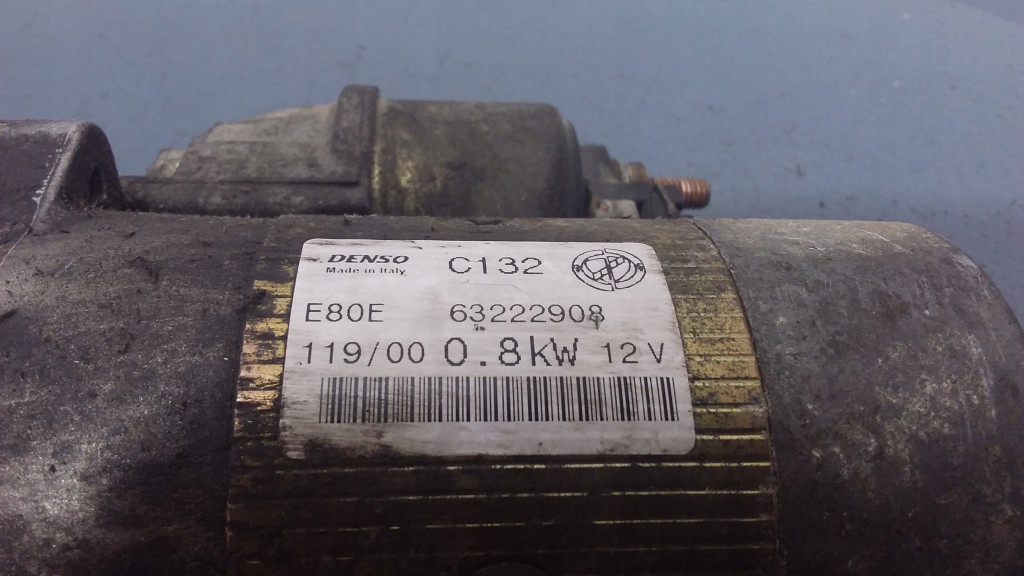 DENSO C132
Made in Italy
E80E 63222908
119/00 0.8kW 12V